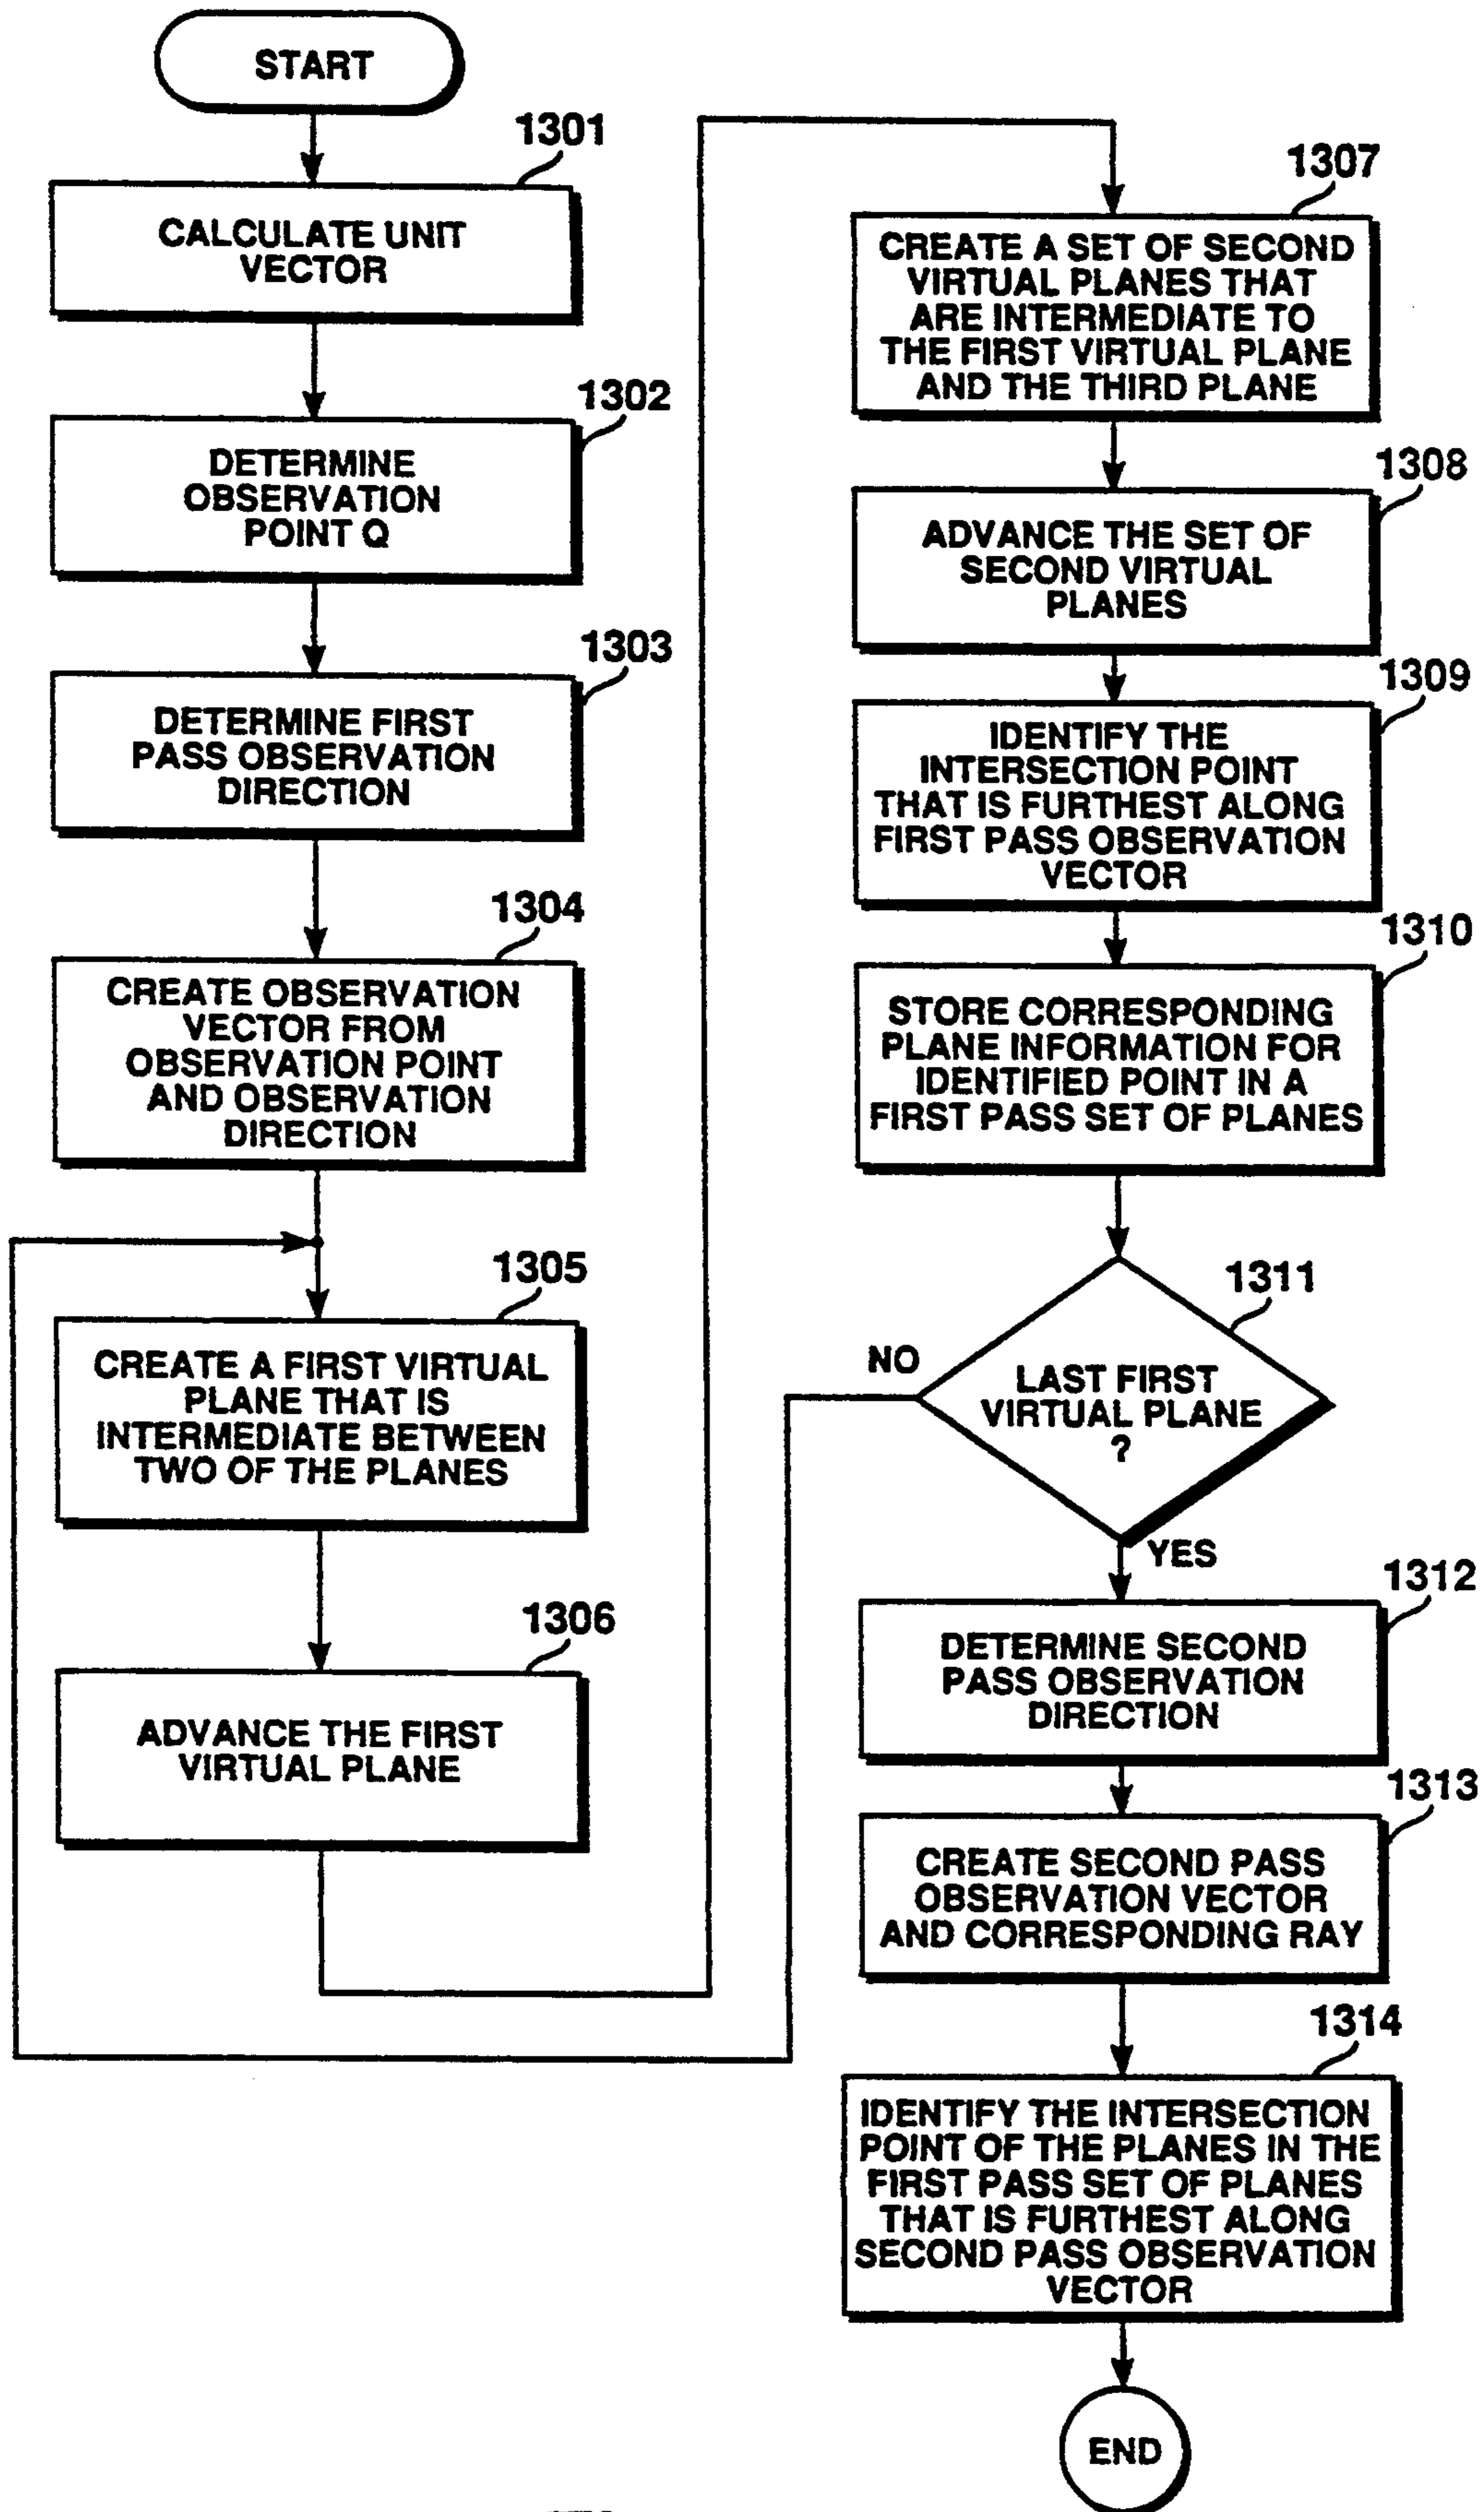 START
1301
CALCULATE UNIT
VECTOR
1302
DETERMINE
OBSERVATION
POINT Q
1303
DETERMINE FIRST
PASS OBSERVATION
DIRECTION
1304
CREATE OBSERVATION
VECTOR FROM
OBSERVATION POINT
AND OBSERVATION
DIRECTION
1305
CREATE A FIRST VIRTUAL
PLANE THAT IS
INTERMEDIATE BETWEEN
TWO OF THE PLANES
1306
ADVANCE THE FIRST
VIRTUAL PLANE
1307
CREATE A SET OF SECOND
VIRTUAL PLANES THAT
ARE INTERMEDIATE TO
THE FIRST VIRTUAL PLANE
AND THE THIRD PLANE
1308
ADVANCE THE SET OF
SECOND VIRTUAL
PLANES
1309
IDENTIFY THE
INTERSECTION POINT
THAT IS FURTHEST ALONG
FIRST PASS OBSERVATION
VECTOR
1310
STORE CORRESPONDING
PLANE INFORMATION FOR
IDENTIFIED POINT IN A
FIRST PASS SET OF PLANES
1311
NO
LAST FIRST
VIRTUAL PLANE
?
YES
1312
DETERMINE SECOND
PASS OBSERVATION
DIRECTION
1313
CREATE SECOND PASS
OBSERVATION VECTOR
AND CORRESPONDING RAY
1314
IDENTIFY THE INTERSECTION
POINT OF THE PLANES IN THE
FIRST PASS SET OF PLANES
THAT IS FURTHEST ALONG
SECOND PASS OBSERVATION
VECTOR
END